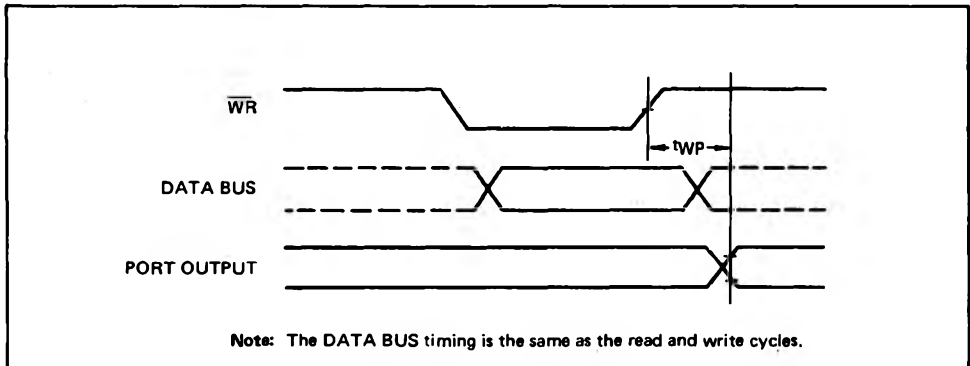 WR
tWP
DATA BUS
PORT OUTPUT
Note: The DATA BUS timing is the same as the read and write cycles.